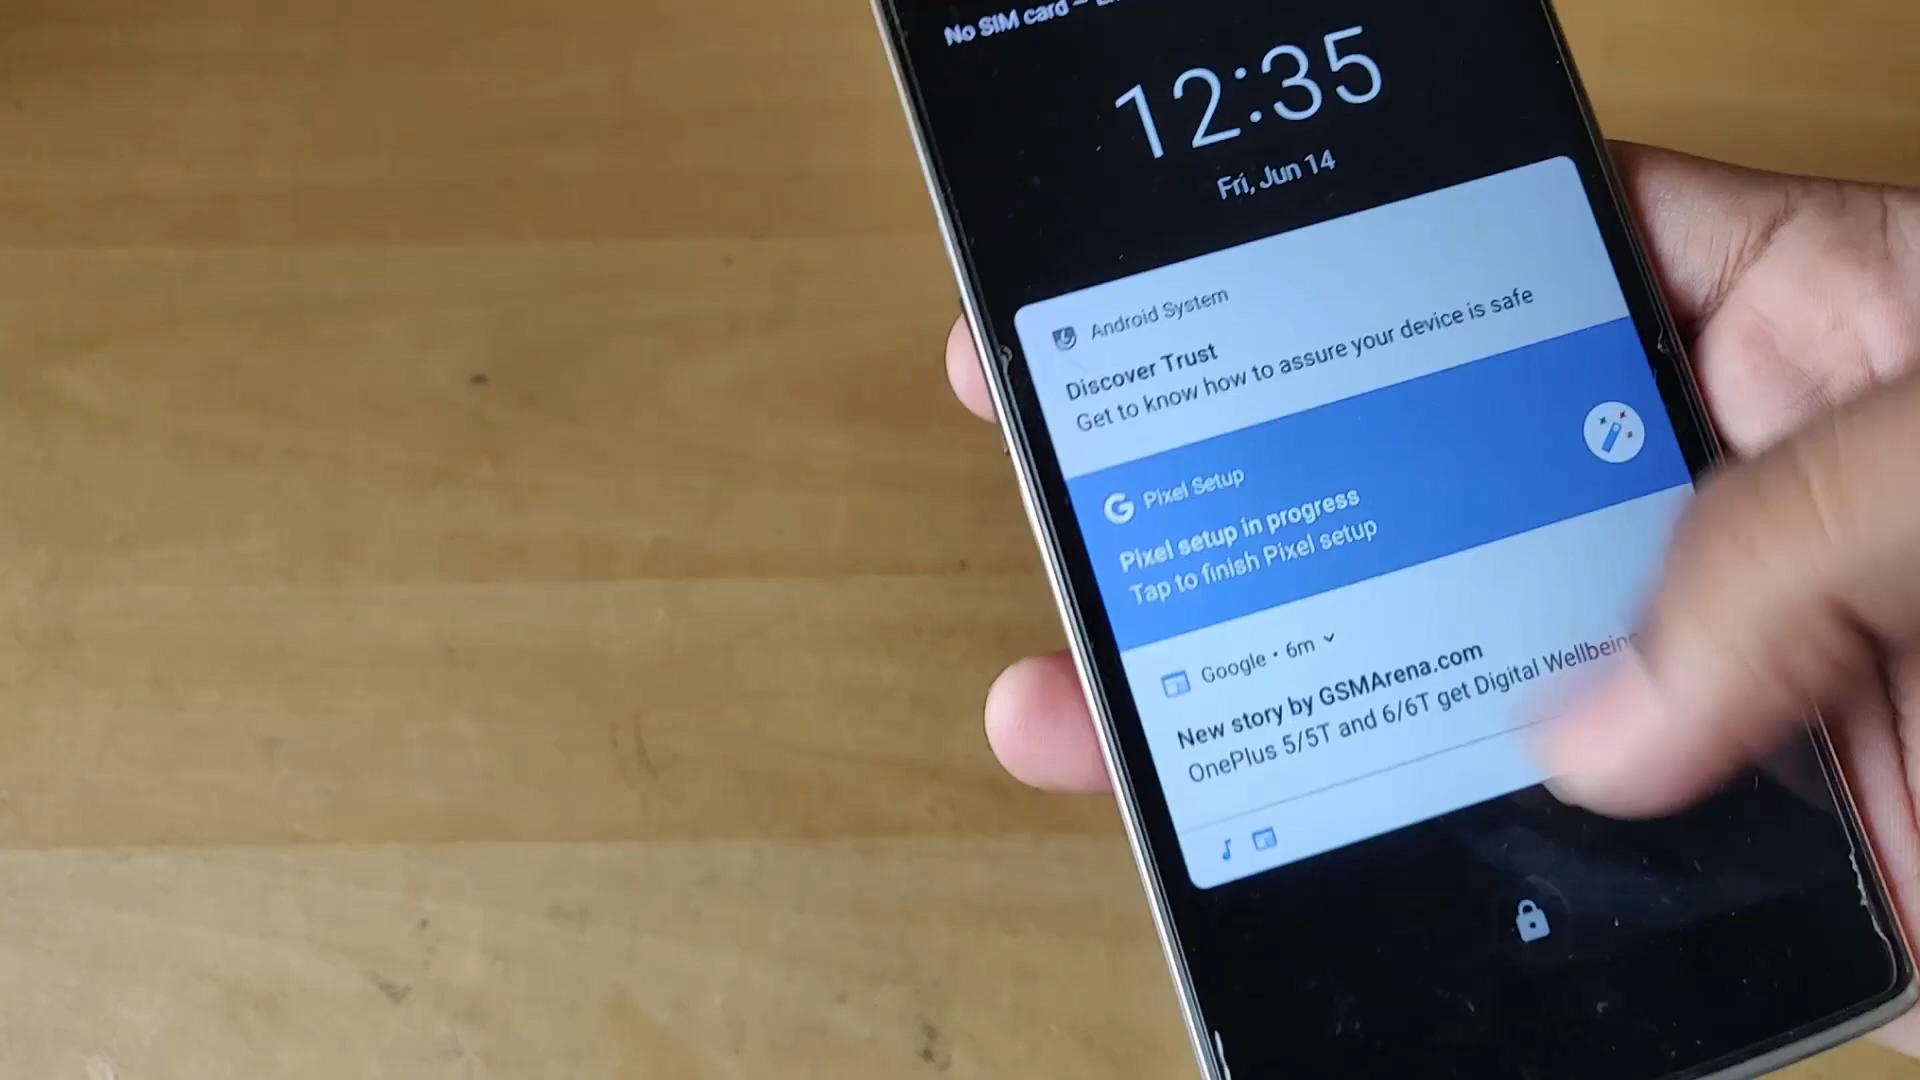 No SIM card –
12:35
Fri, Jun 14
Android System
Discover Trust
Get to know how to assure your device is safe
Pixel Setup
Pixel setup in progress
Tap to finish Pixel setup
Google • 6m
New story by GSMArena.com
OnePlus 5/5T and 6/6T get Digital Wellbeing